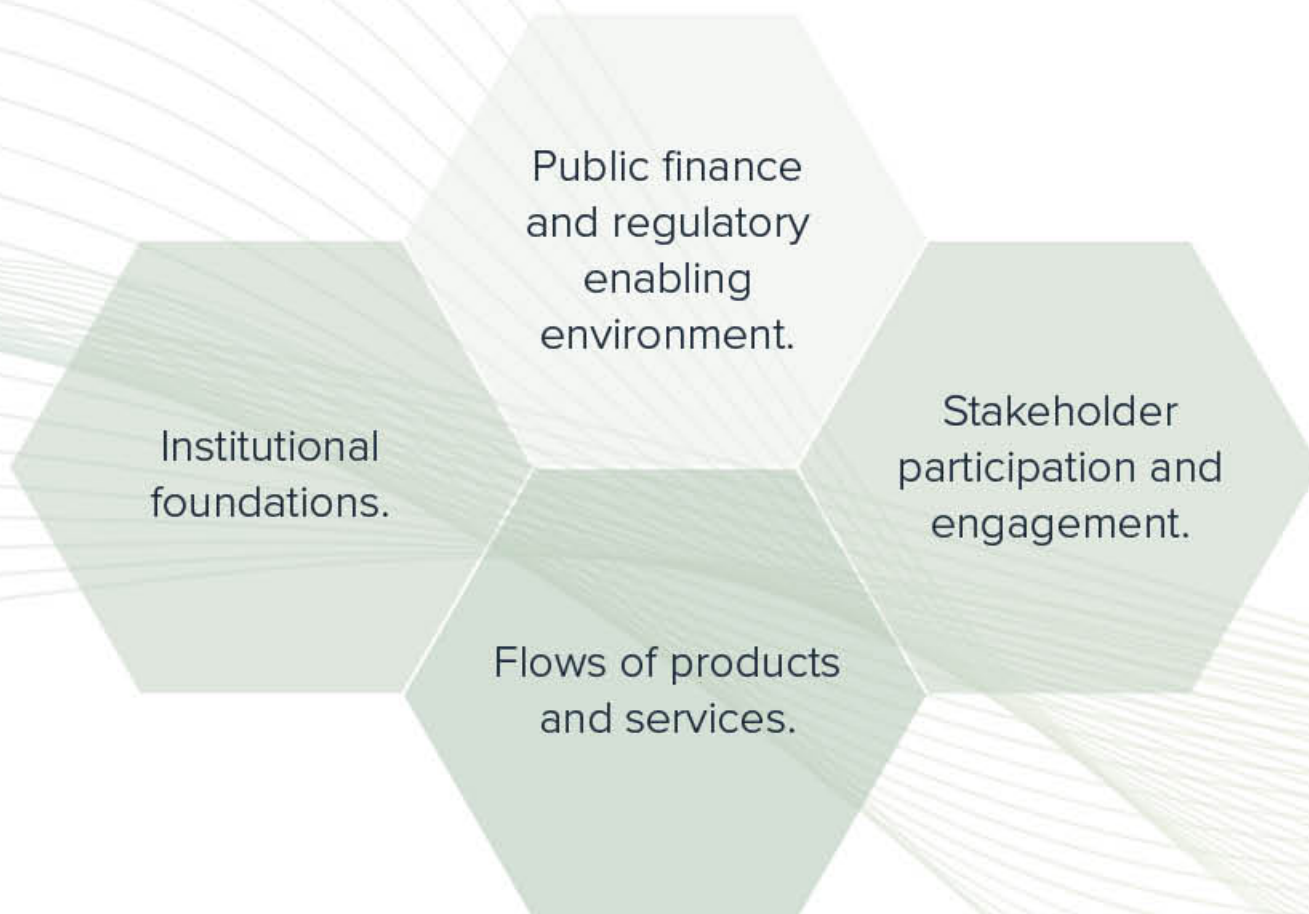 Public finance
and regulatory
enabling
environment.
Institutional
foundations.
Stakeholder
participation and
engagement.
Flows of products
and services.